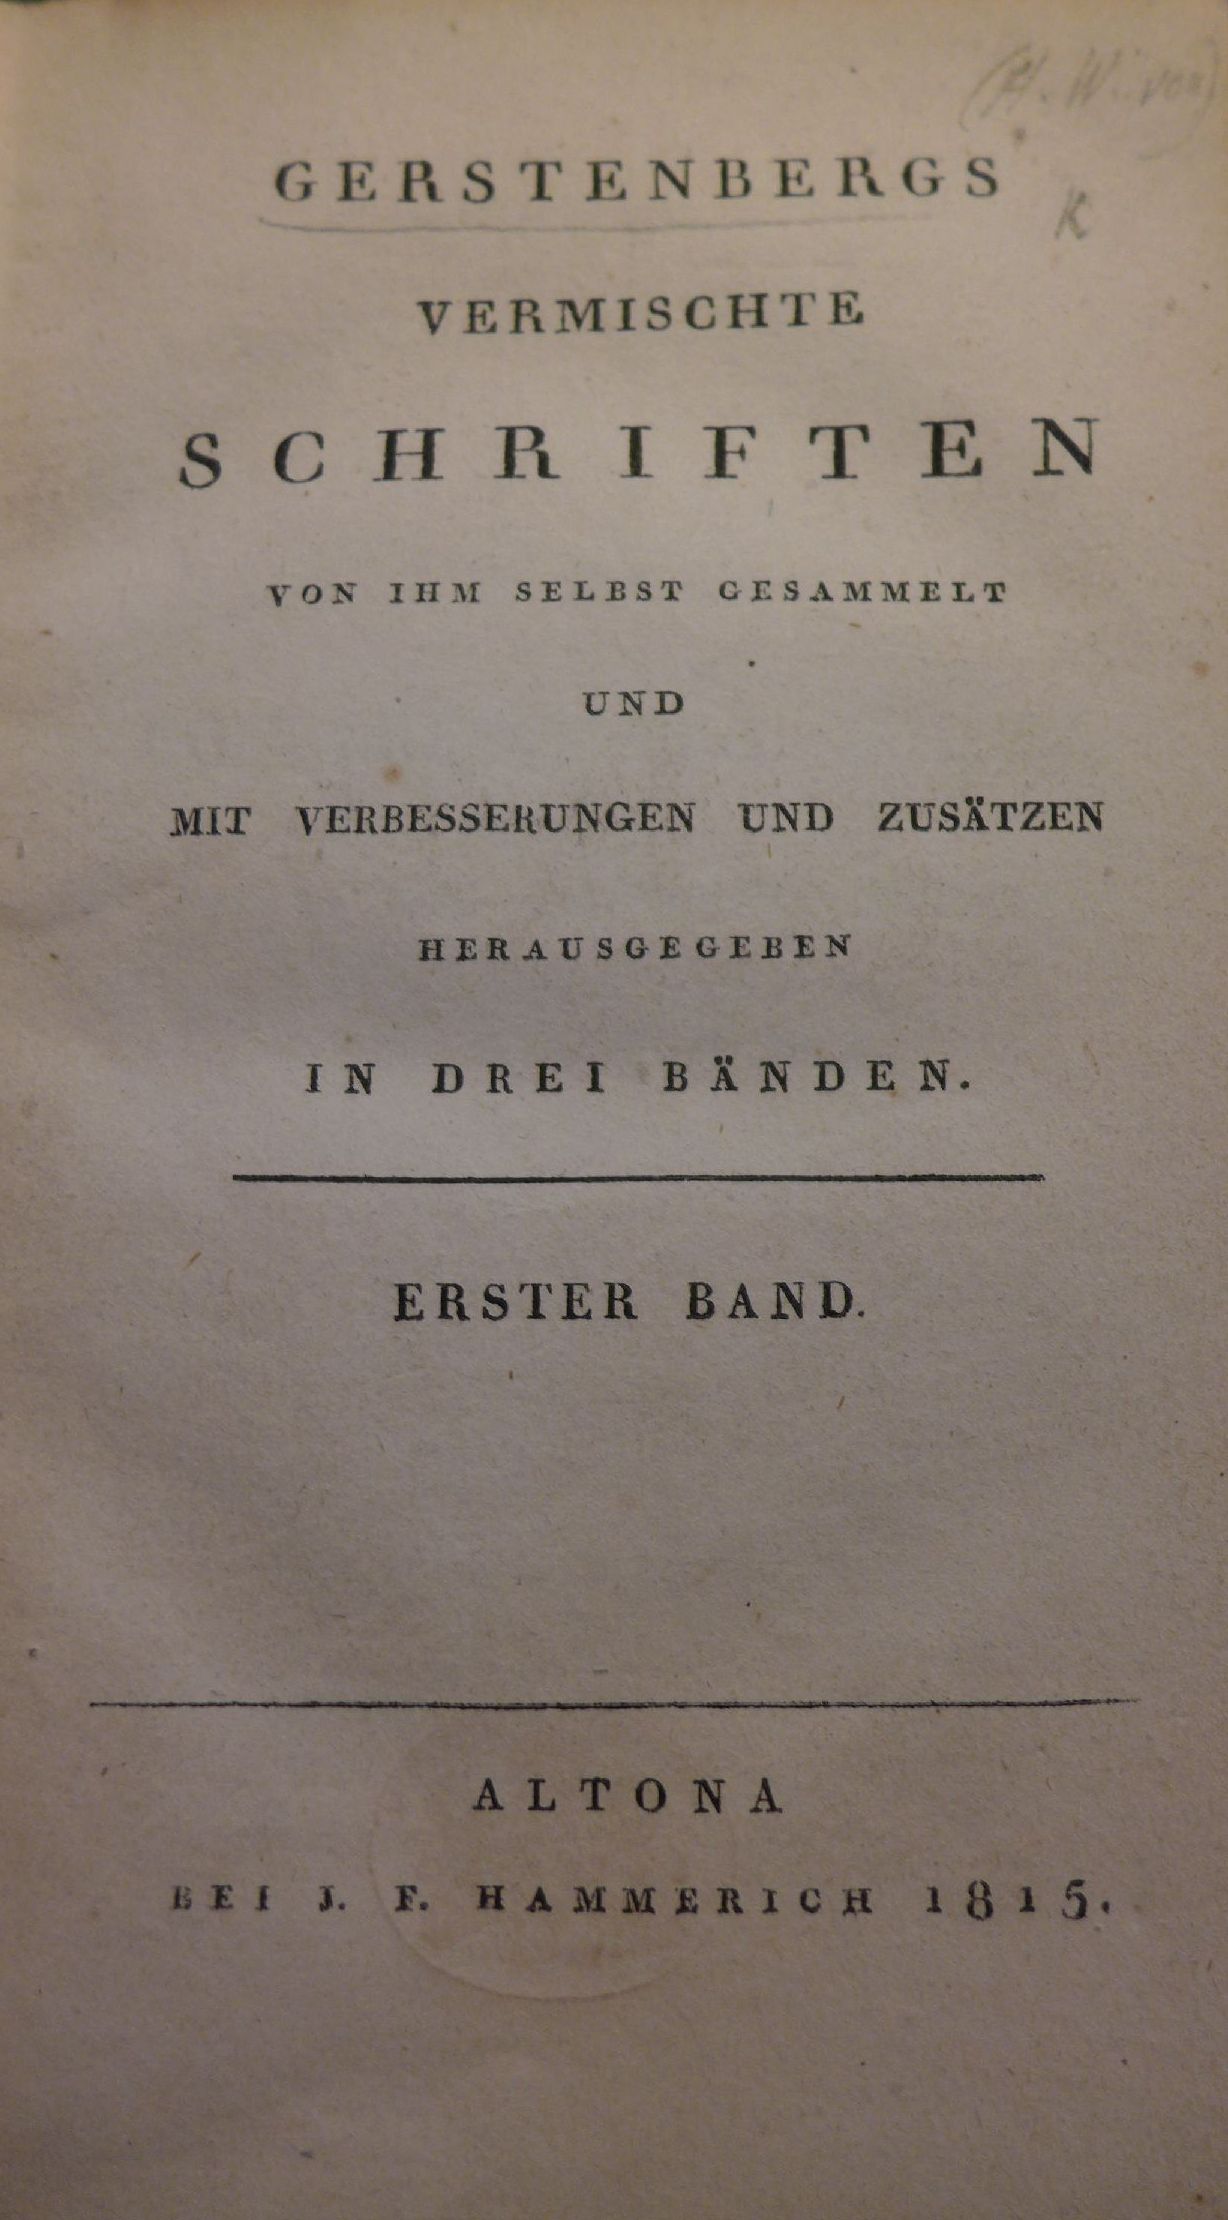 (H. W. von)
GERSTENBERGS
K
VERMISCHTE
SCHRIFTEN
VON IHM SELBST GESAMMELT
UND
MIT VERBESSERUNGEN UND ZUSÄTZEN
HERAUSGEGEBEN
IN DREI BÄNDEN.
ERSTER BAND.
ALTONA
BEI J. F. HAMMERICH 1815.